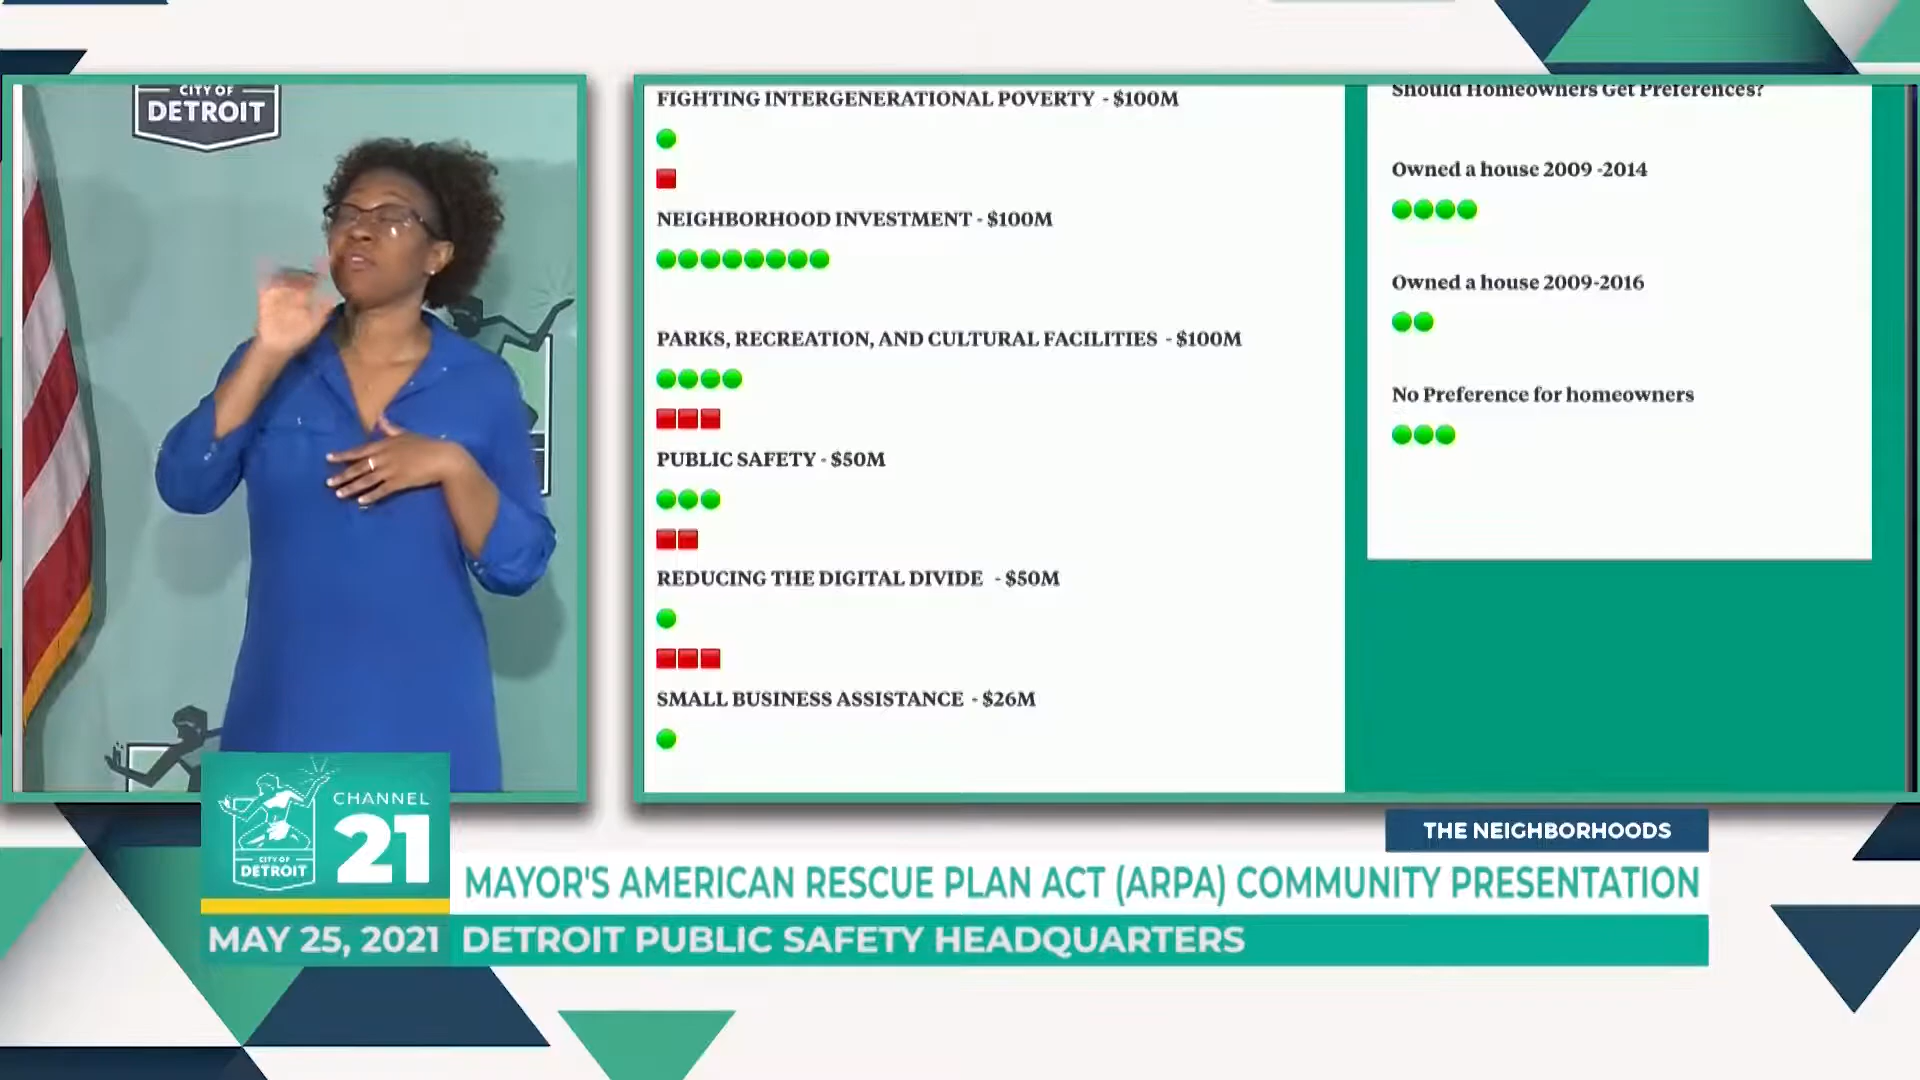 CITY OF
DETROIT
FIGHTING INTERGENERATIONAL POVERTY - $100M
NEIGHBORHOOD INVESTMENT - $100M
PARKS, RECREATION, AND CULTURAL FACILITIES - $100M
PUBLIC SAFETY - $50M
REDUCING THE DIGITAL DIVIDE - $50M
SMALL BUSINESS ASSISTANCE - $26M
Should Homeowners Get Preferences?
Owned a house 2009 -2014
Owned a house 2009-2016
No Preference for homeowners
THE NEIGHBORHOODS
CHANNEL
21
CITY OF
DETROIT
MAYOR'S AMERICAN RESCUE PLAN ACT (ARPA) COMMUNITY PRESENTATION
MAY 25, 2021 DETROIT PUBLIC SAFETY HEADQUARTERS